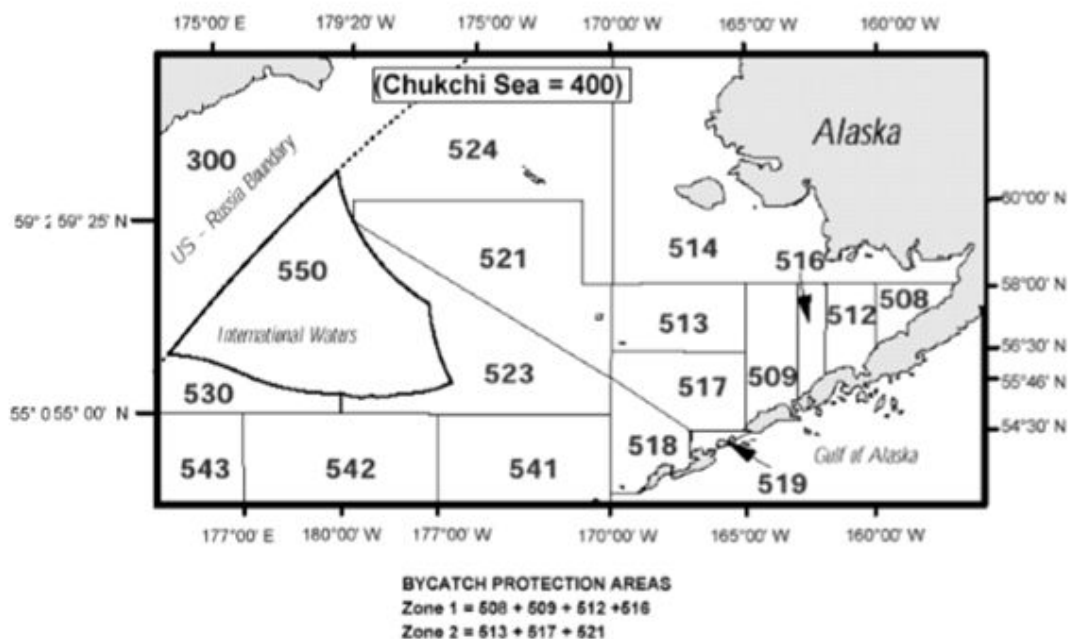 175°00' E 179°20' W 175°00' W 170°00' W 165°00' W 160°00' W
(Chukchi Sea = 400)
Alaska
300
524
US - Russia Boundary
60°00' N
59° 25' N
521
514
516
550
58°00' N
508
512
513
International Waters
56°30' N
523
509
517
55°46' N
530
55° 00' N
54°30' N
518
Gulf of Alaska
543
542
541
519
177°00' E 180°00' W 177°00' W 170°00' W 165°00' W 160°00' W
BYCATCH PROTECTION AREAS
Zone 1 = 508 + 509 + 512 +516
Zone 2 = 513 + 517 + 521